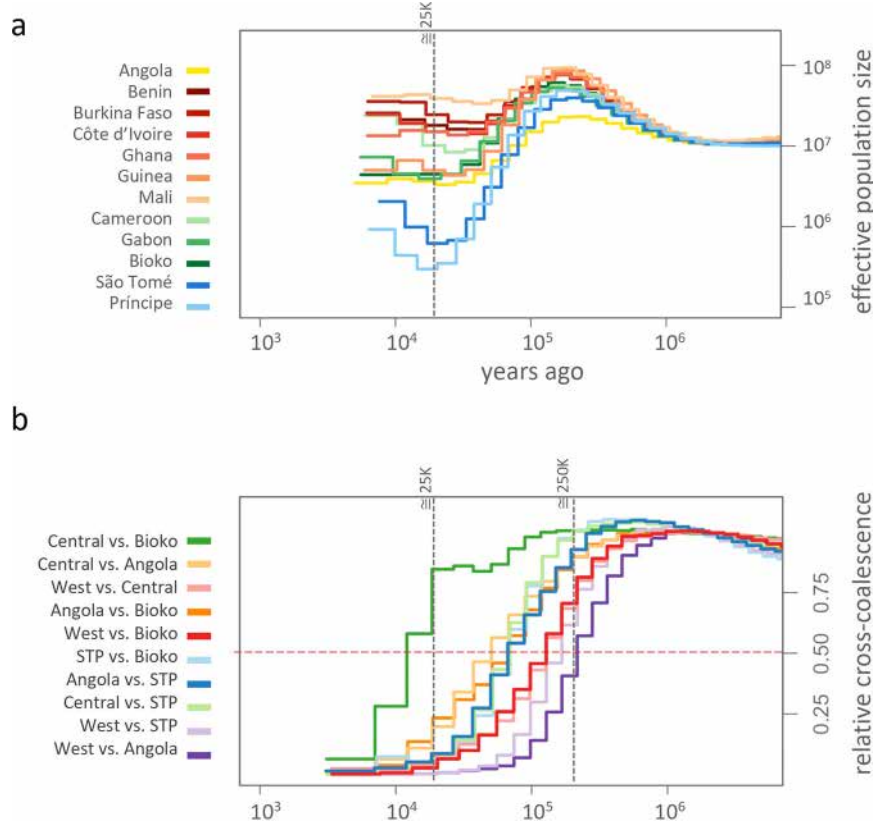 a
≅ 25K
Angola
Benin
Burkina Faso
Côte d'Ivoire
Ghana
Guinea
Mali
Cameroon
Gabon
Bioko
São Tomé
Príncipe
10⁸
10⁷
10⁶
10⁵
effective population size
10³ 10⁴ 10⁵ 10⁶
years ago
b
≅ 25K
≅ 250K
Central vs. Bioko
Central vs. Angola
West vs. Central
Angola vs. Bioko
West vs. Bioko
STP vs. Bioko
Angola vs. STP
Central vs. STP
West vs. STP
West vs. Angola
0.75
0.50
0.25
relative cross-coalescence
10³ 10⁴ 10⁵ 10⁶